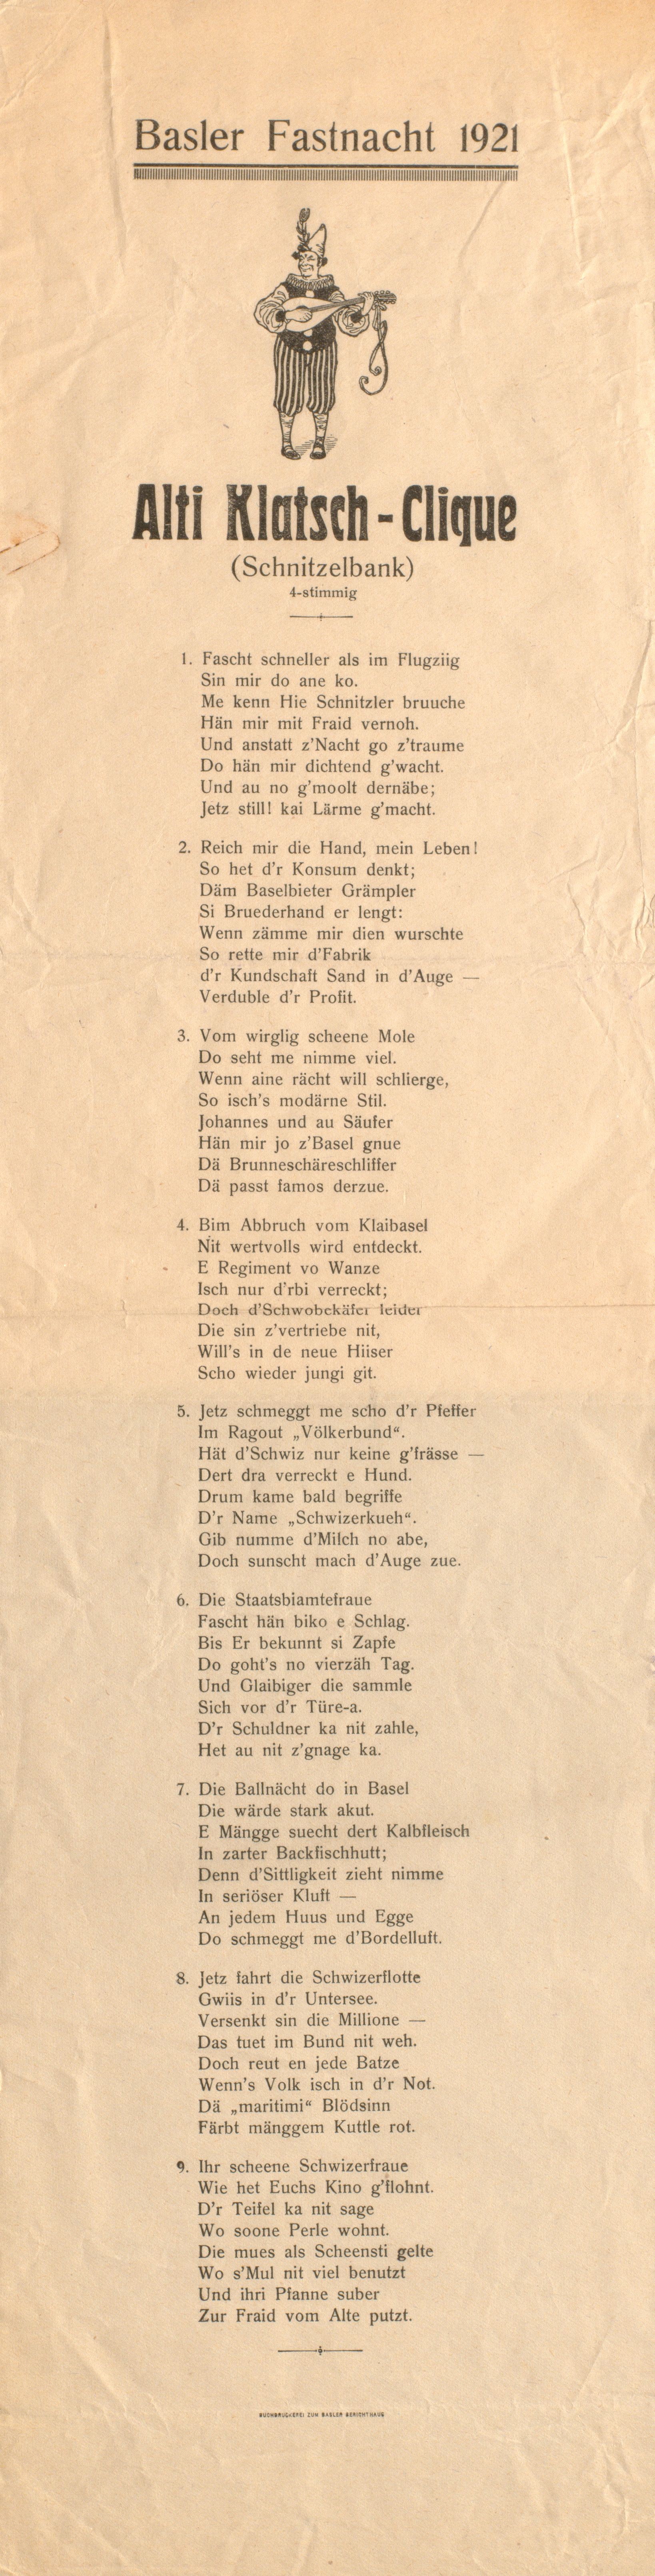 Basler Fastnacht 1921
Alti Klatsch-Clique
(Schnitzelbank)
4-stimmig
1. Fascht schneller als im Flugziig
Sin mir do ane ko.
Me kenn Hie Schnitzler bruuche
Hän mir mit Fraid vernoh.
Und anstatt z'Nacht go z'traume
Do hän mir dichtend g'wacht.
Und au no g'moolt dernäbe;
Jetz still! kai Lärme g'macht.
2. Reich mir die Hand, mein Leben!
So het d'r Konsum denkt;
Däm Baselbieter Grämpler
Si Bruederhand er lengt:
Wenn zämme mir dien wurschte
So rette mir d'Fabrik
d'r Kundschaft Sand in d'Auge —
Verduble d'r Profit.
3. Vom wirglig scheene Mole
Do seht me nimme viel.
Wenn aine rächt will schlierge,
So isch's modärne Stil.
Johannes und au Säufer
Hän mir jo z'Basel gnue
Dä Brunneschäreschliffer
Dä passt famos derzue.
4. Bim Abbruch vom Klaibasel
Nit wertvolls wird entdeckt.
E Regiment vo Wanze
Isch nur d'rbi verreckt;
Doch d'Schwobekäfer leider
Die sin z'vertriebe nit,
Will's in de neue Hiiser
Scho wieder jungi git.
5. Jetz schmeggt me scho d'r Pfeffer
Im Ragout „Völkerbund“.
Hät d'Schwiz nur keine g'frässe —
Dert dra verreckt e Hund.
Drum kame bald begriffe
D'r Name „Schwizerkueh“.
Gib numme d'Milch no abe,
Doch sunscht mach d'Auge zue.
6. Die Staatsbiamtefraue
Fascht hän biko e Schlag.
Bis Er bekunnt si Zapfe
Do goht's no vierzäh Tag.
Und Glaibiger die sammle
Sich vor d'r Türe-a.
D'r Schuldner ka nit zahle,
Het au nit z'gnage ka.
7. Die Ballnächt do in Basel
Die wärde stark akut.
E Mängge suecht dert Kalbfleisch
In zarter Backfischhutt;
Denn d'Sittligkeit zieht nimme
In seriöser Kluft —
An jedem Huus und Egge
Do schmeggt me d'Bordelluft.
8. Jetz fahrt die Schwizerflotte
Gwiis in d'r Untersee.
Versenkt sin die Millione —
Das tuet im Bund nit weh.
Doch reut en jede Batze
Wenn's Volk isch in d'r Not.
Dä „maritimi“ Blödsinn
Färbt mänggem Kuttle rot.
9. Ihr scheene Schwizerfraue
Wie het Euchs Kino g'flohnt.
D'r Teifel ka nit sage
Wo soone Perle wohnt.
Die mues als Scheensti gelte
Wo s'Mul nit viel benutzt
Und ihri Pfanne suber
Zur Fraid vom Alte putzt.
BUCHDRUCKEREI ZUM BASLER BERICHTHAUS